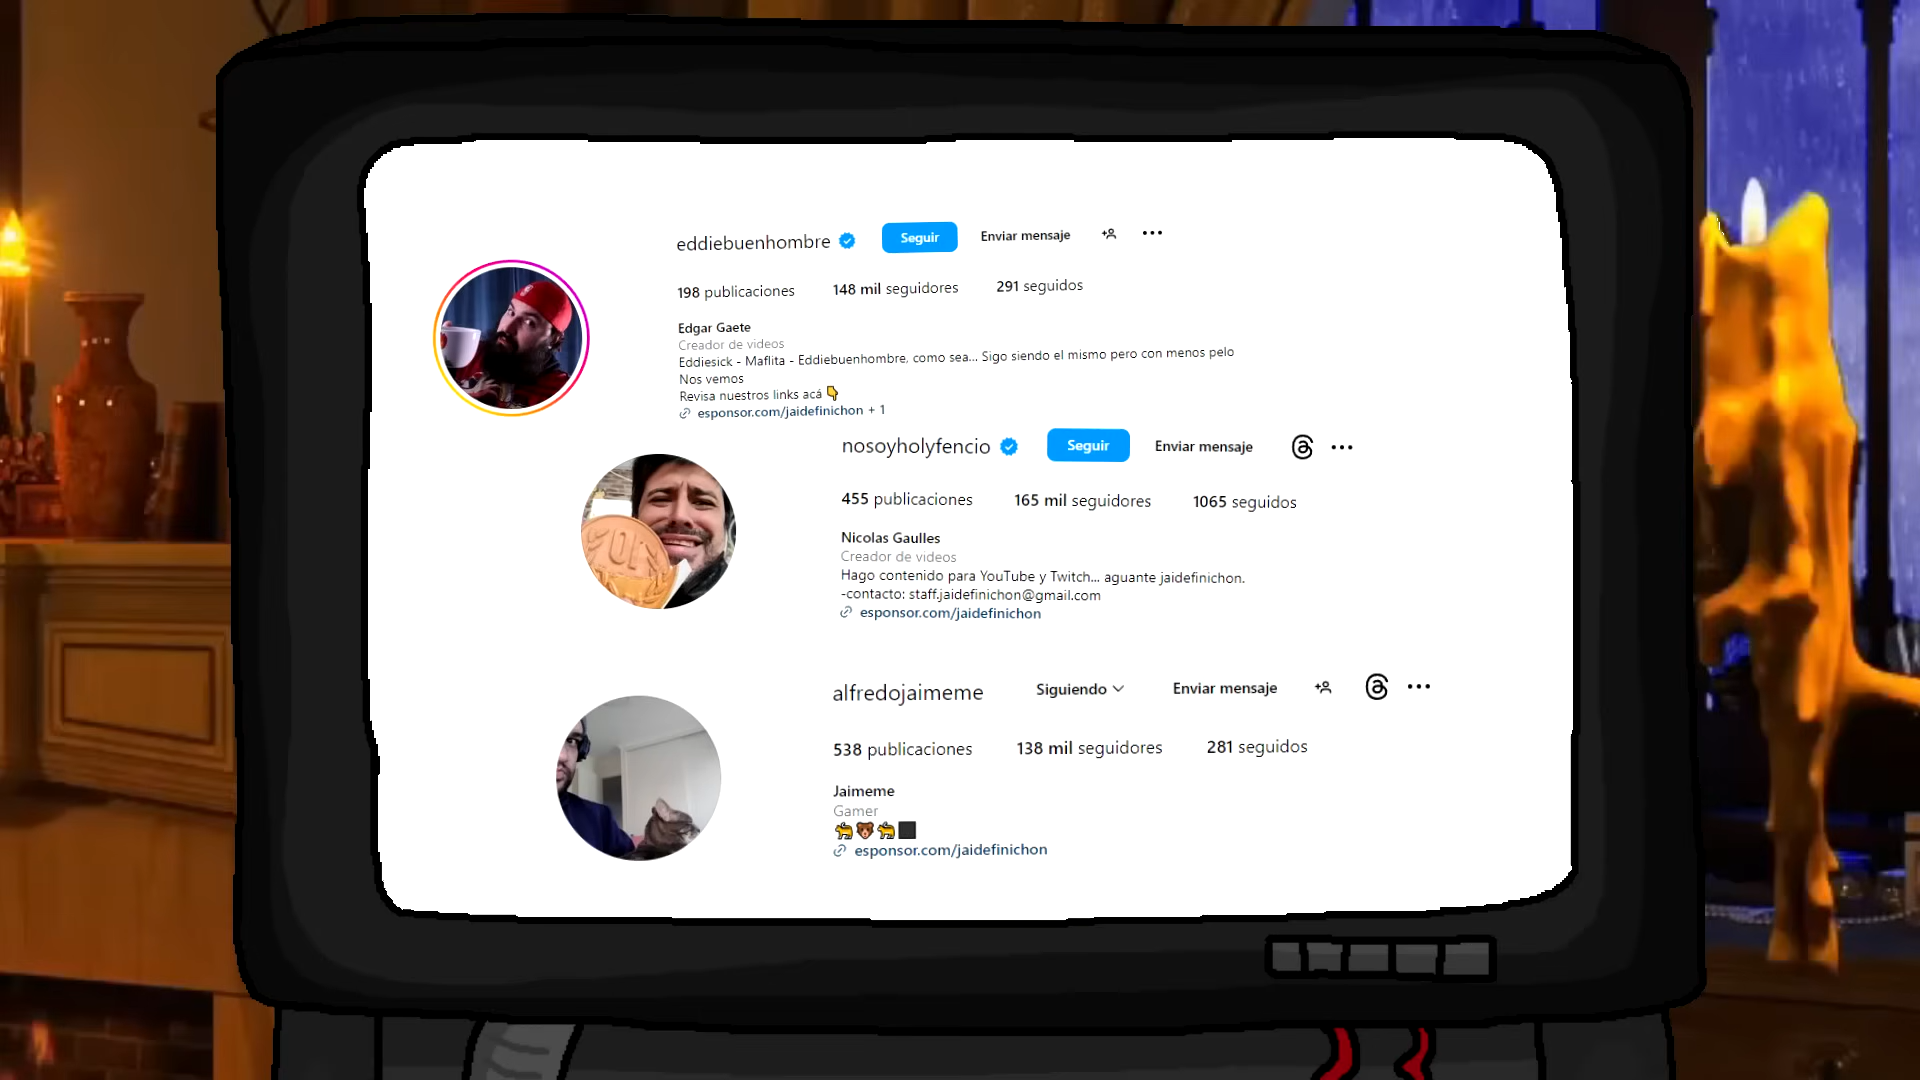 eddiebuenhombre Seguir Enviar mensaje
198 publicaciones 148 mil seguidores 291 seguidos
Edgar Gaete
Creador de videos
Eddiesick - Maflita - Eddiebuenhombre, como sea... Sigo siendo el mismo pero con menos pelo
Nos vemos
Revisa nuestros links acá 👇
esponsor.com/jaidefinichon + 1
nosoyholyfencio Seguir Enviar mensaje
455 publicaciones 165 mil seguidores 1065 seguidos
Nicolas Gaulles
Creador de videos
Hago contenido para YouTube y Twitch... aguante jaidefinichon.
-contacto: staff.jaidefinichon@gmail.com
esponsor.com/jaidefinichon
alfredojaimeme Siguiendo Enviar mensaje
538 publicaciones 138 mil seguidores 281 seguidos
Jaimeme
Gamer
🐆🐻🐆⬛
esponsor.com/jaidefinichon